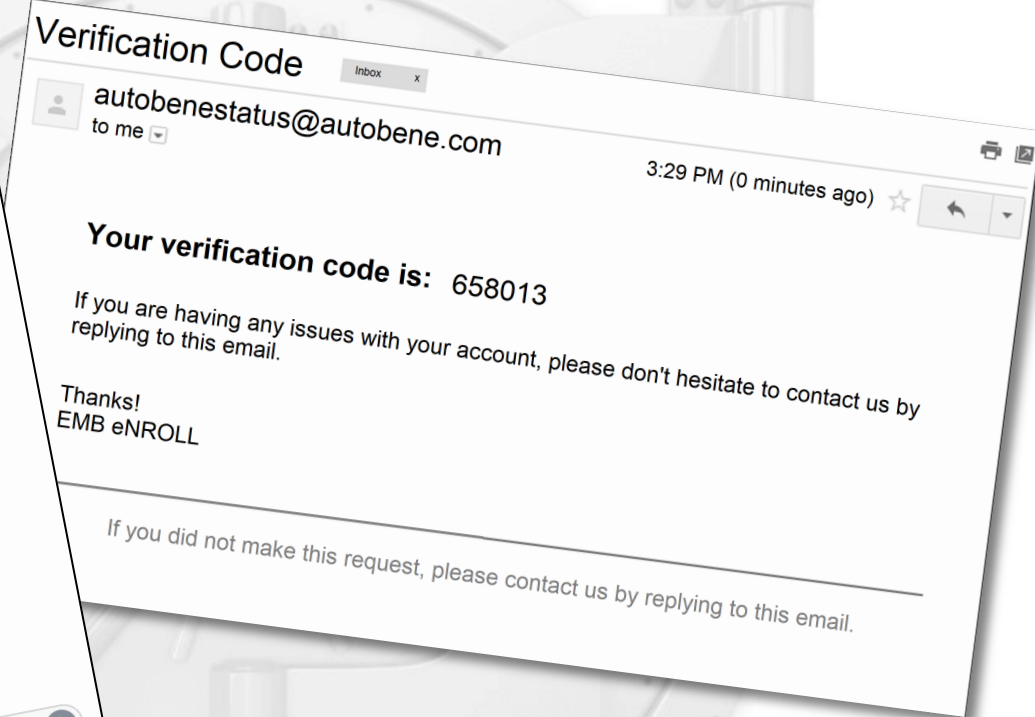 Verification Code
Inbox x
autobenestatus@autobene.com
to me
3:29 PM (0 minutes ago)
Your verification code is: 658013
If you are having any issues with your account, please don't hesitate to contact us by
replying to this email.
Thanks!
EMB eNROLL
If you did not make this request, please contact us by replying to this email.